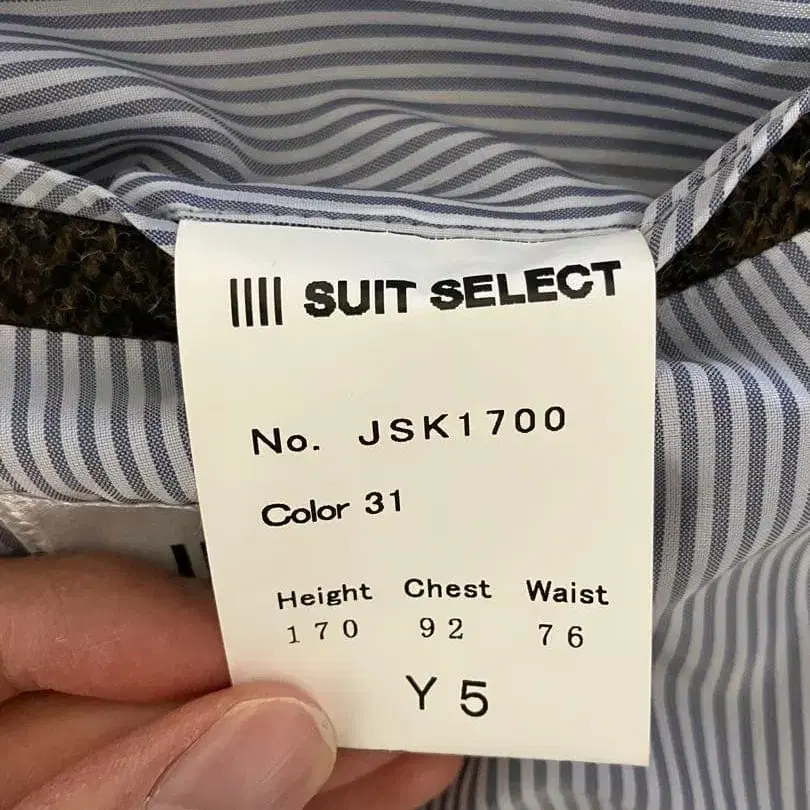 SUIT SELECT
No. JSK1700
Color 31
Height Chest Waist
170 92 76
Y5